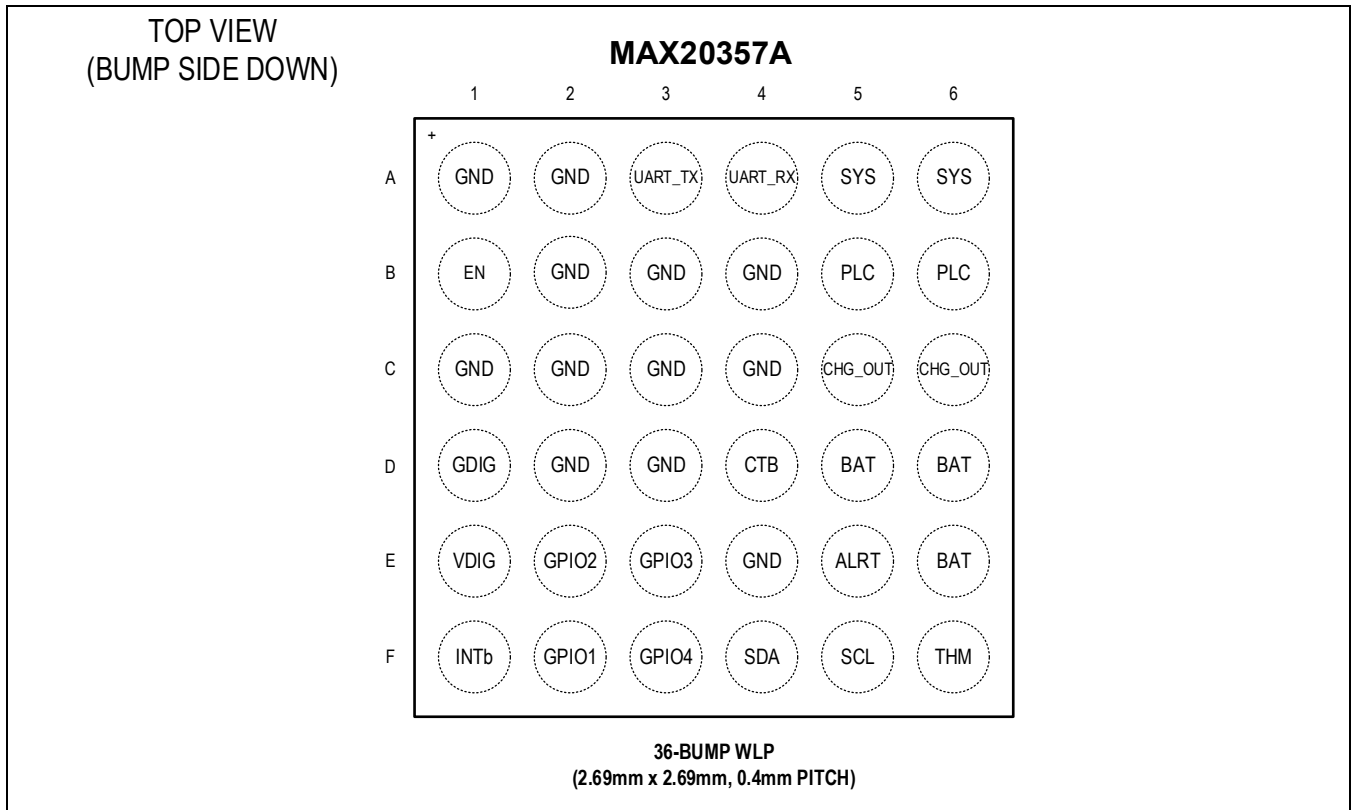 TOP VIEW
(BUMP SIDE DOWN)
MAX20357A
1 2 3 4 5 6
+
A GND GND UART_TX UART_RX SYS SYS
B EN GND GND GND PLC PLC
C GND GND GND GND CHG_OUT CHG_OUT
D GDIG GND GND CTB BAT BAT
E VDIG GPIO2 GPIO3 GND ALRT BAT
F INTb GPIO1 GPIO4 SDA SCL THM
36-BUMP WLP
(2.69mm x 2.69mm, 0.4mm PITCH)